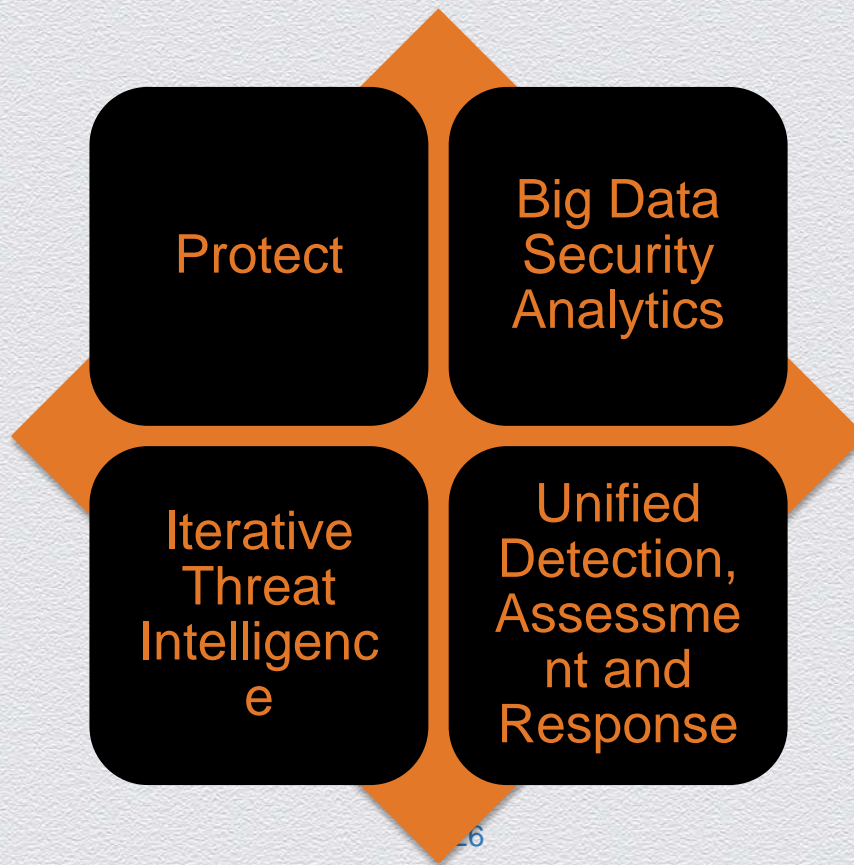 Protect
Big Data
Security
Analytics
Iterative
Threat
Intelligenc
e
Unified
Detection,
Assessme
nt and
Response